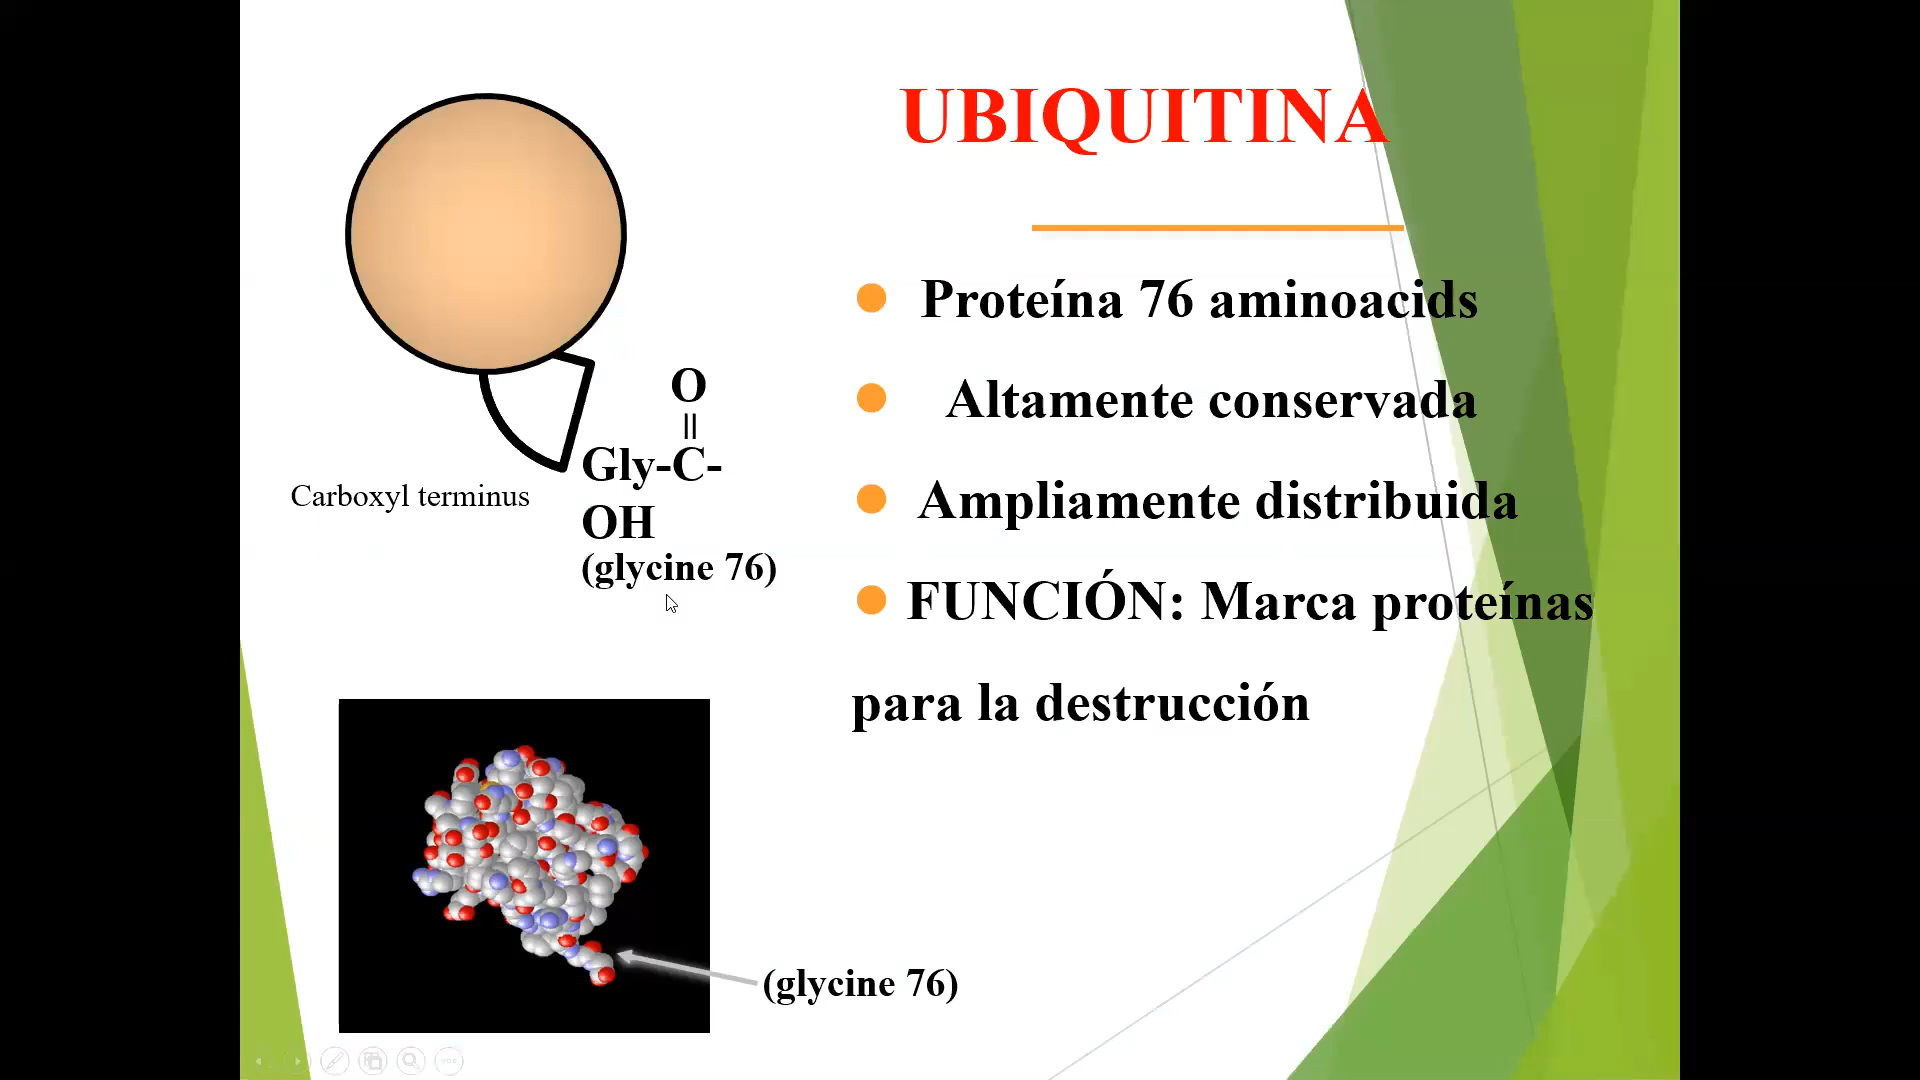 UBIQUITINA
O
||
Gly-C-
OH
(glycine 76)
Carboxyl terminus
Proteína 76 aminoacids
Altamente conservada
Ampliamente distribuida
FUNCIÓN: Marca proteínas
para la destrucción
(glycine 76)